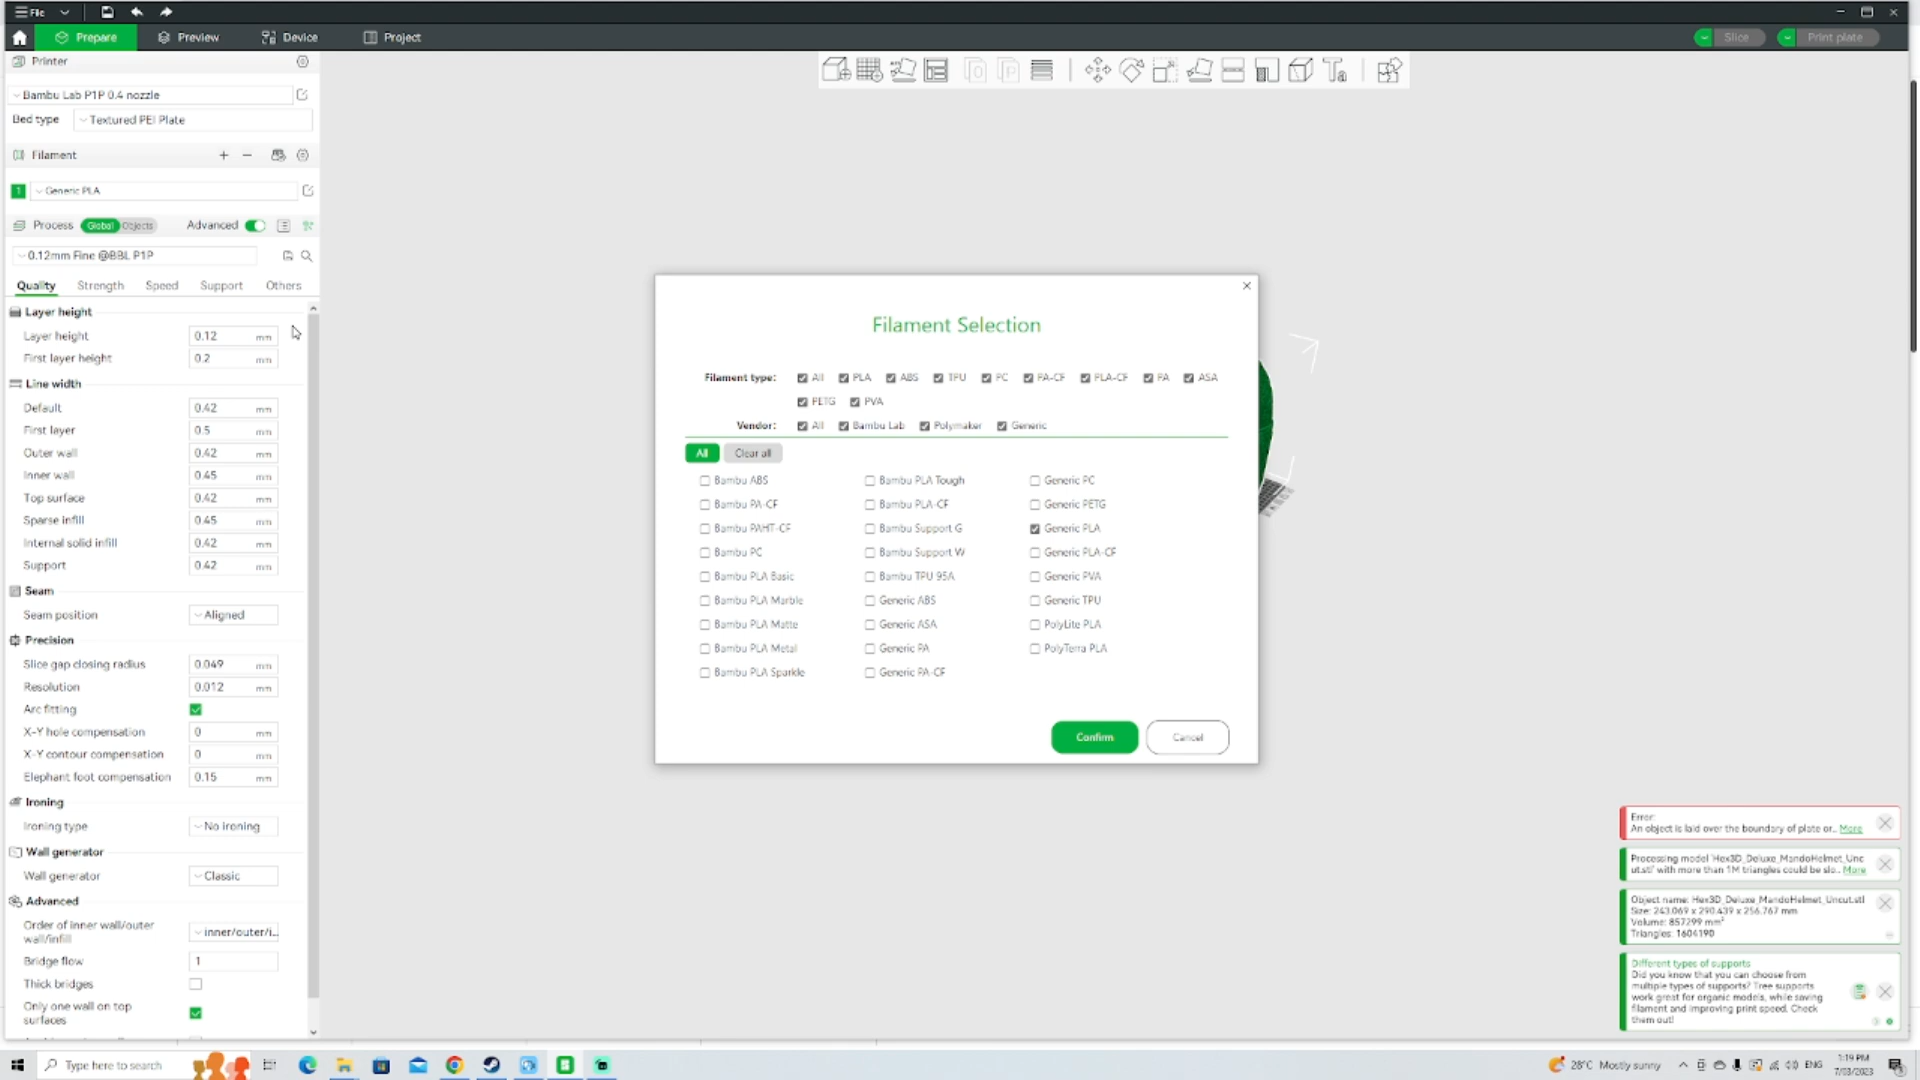 File
Prepare Preview Device Project Slice Print plate
Printer
Bambu Lab P1P 0.4 nozzle
Bed type Textured PEI Plate
Filament
1 Generic PLA
Process Global Objects Advanced
0.12mm Fine @BBL P1P
Quality Strength Speed Support Others
Layer height
Layer height 0.12 mm
First layer height 0.2 mm
Line width
Default 0.42 mm
First layer 0.5 mm
Outer wall 0.42 mm
Inner wall 0.45 mm
Top surface 0.42 mm
Sparse infill 0.45 mm
Internal solid infill 0.42 mm
Support 0.42 mm
Seam
Seam position Aligned
Precision
Slice gap closing radius 0.049 mm
Resolution 0.012 mm
Arc fitting
X-Y hole compensation 0 mm
X-Y contour compensation 0 mm
Elephant foot compensation 0.15 mm
Ironing
Ironing type No ironing
Wall generator
Wall generator Classic
Advanced
Order of inner wall/outer
wall/infill inner/outer/i...
Bridge flow 1
Thick bridges
Only one wall on top
surfaces
Filament Selection
Filament type: All PLA ABS TPU PC PA-CF PLA-CF PA ASA
PETG PVA
Vendor: All Bambu Lab Polymaker Generic
All Clear all
Bambu ABS Bambu PLA Tough Generic PC
Bambu PA-CF Bambu PLA-CF Generic PETG
Bambu PAHT-CF Bambu Support G Generic PLA
Bambu PC Bambu Support W Generic PLA-CF
Bambu PLA Basic Bambu TPU 95A Generic PVA
Bambu PLA Marble Generic ABS Generic TPU
Bambu PLA Matte Generic ASA PolyLite PLA
Bambu PLA Metal Generic PA PolyTerra PLA
Bambu PLA Sparkle Generic PA-CF
Confirm Cancel
Error:
An object is laid over the boundary of plate or... More
Processing model 'Hex3D_Deluxe_MandoHelmet_Unc
ut.stl' with more than 1M triangles could be slo... More
Object name: Hex3D_Deluxe_MandoHelmet_Uncut.stl
Size: 243.069 x 290.439 x 256.767 mm
Volume: 857299 mm³
Triangles: 1604190
Different types of supports
Did you know that you can choose from
multiple types of supports? Tree supports
work great for organic models, while saving
filament and improving print speed. Check
them out!
Type here to search
28°C Mostly sunny ENG
1:19 PM
7/03/2023